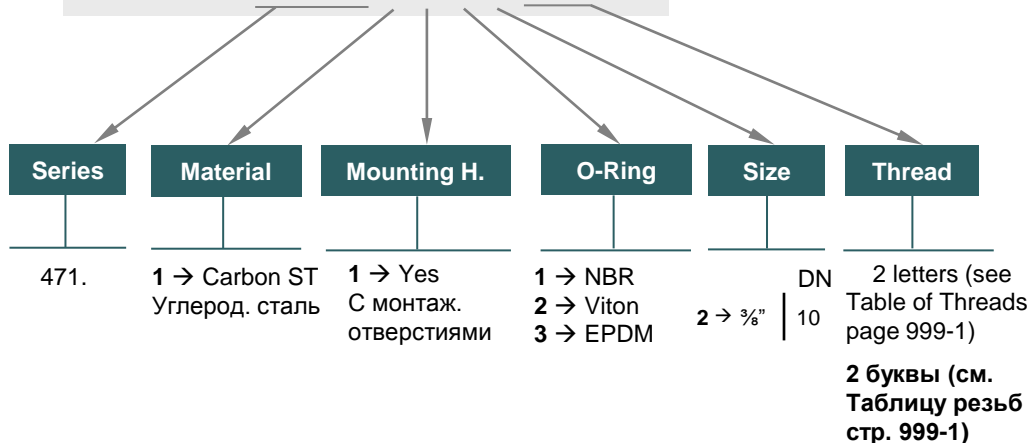 Series
Material
Mounting H.
O-Ring
Size
Thread
471.
1 → Carbon ST
Углерод. сталь
1 → Yes
С монтаж.
отверстиями
1 → NBR
2 → Viton
3 → EPDM
DN
2 → ⅜” 10
2 letters (see
Table of Threads
page 999-1)
2 буквы (см.
Таблицу резьб
стр. 999-1)